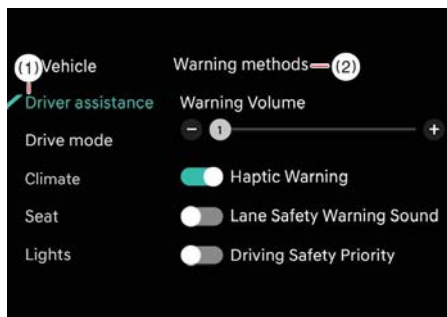 (1) Vehicle
Driver assistance
Drive mode
Climate
Seat
Lights
Warning methods (2)
Warning Volume
1
Haptic Warning
Lane Safety Warning Sound
Driving Safety Priority